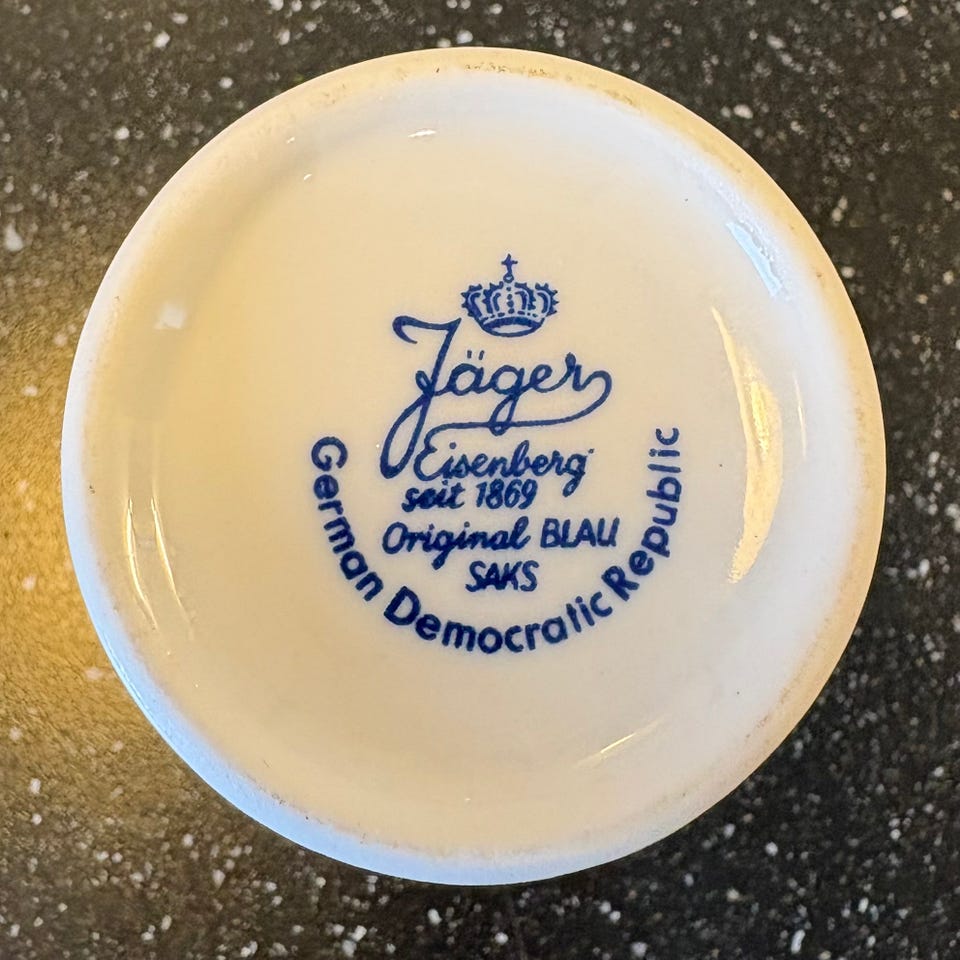 Jäger
Eisenberg
seit 1869
Original BLAU
SAKS
German Democratic Republic